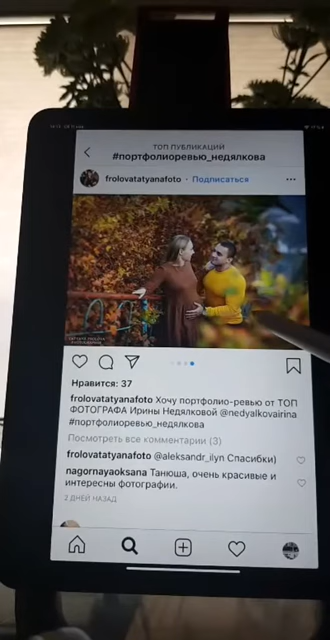 ТОП ПУБЛИКАЦИЙ
#портфолиоревью_недялкова
frolovatatyanafoto • Подписаться
Нравится: 37
frolovatatyanafoto Хочу портфолио-ревью от ТОП
ФОТОГРАФА Ирины Недялковой @nedyalkovairina
#портфолиоревью_недялкова
Посмотреть все комментарии (3)
frolovatatyanafoto @aleksandr_ilyn Спасибки)
nagornayaoksana Танюша, очень красивые и
интересны фотографии.
2 ДНЕЙ НАЗАД